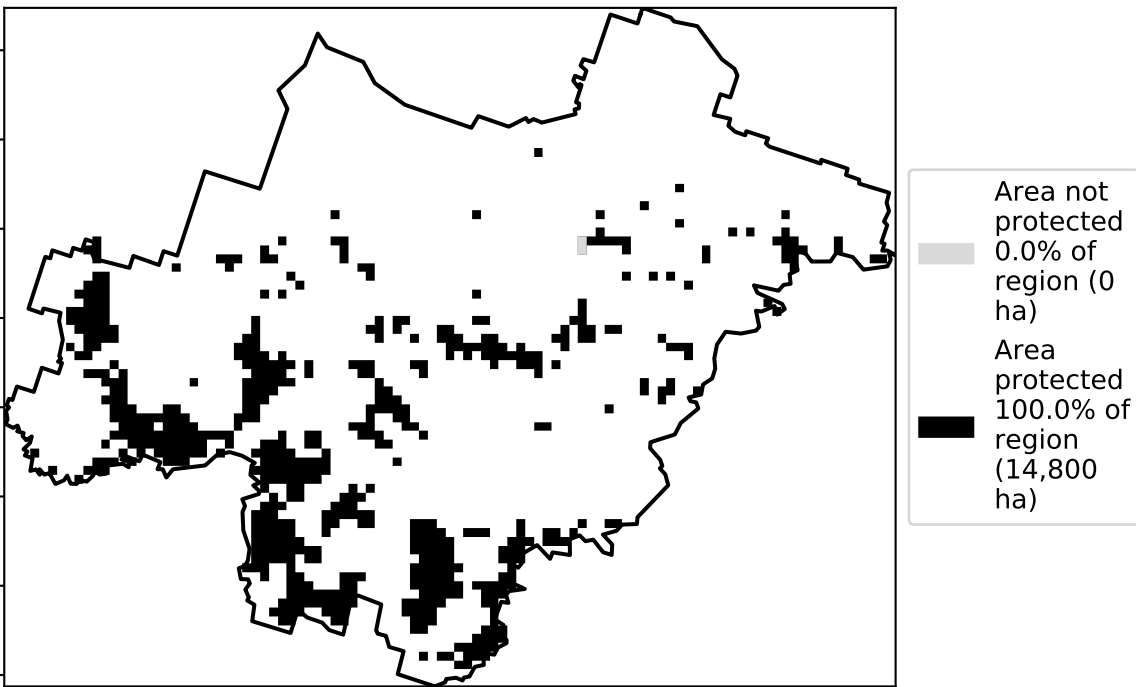 Area not
protected
0.0% of
region (0
ha)
Area
protected
100.0% of
region
(14,800
ha)